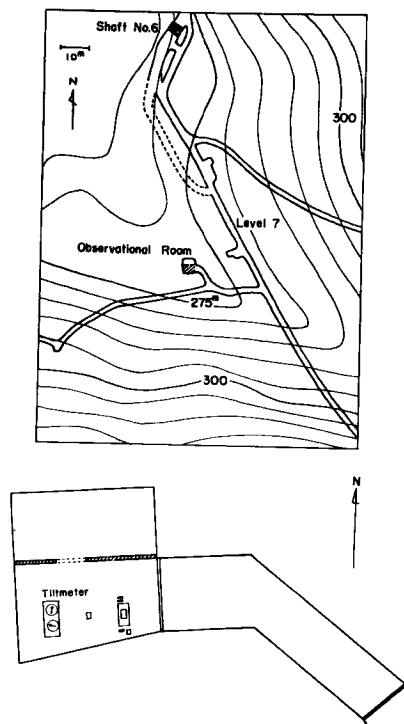 Shaft No.6
10m
N
300
Level 7
Observational Room
275m
300
N
Tiltmeter